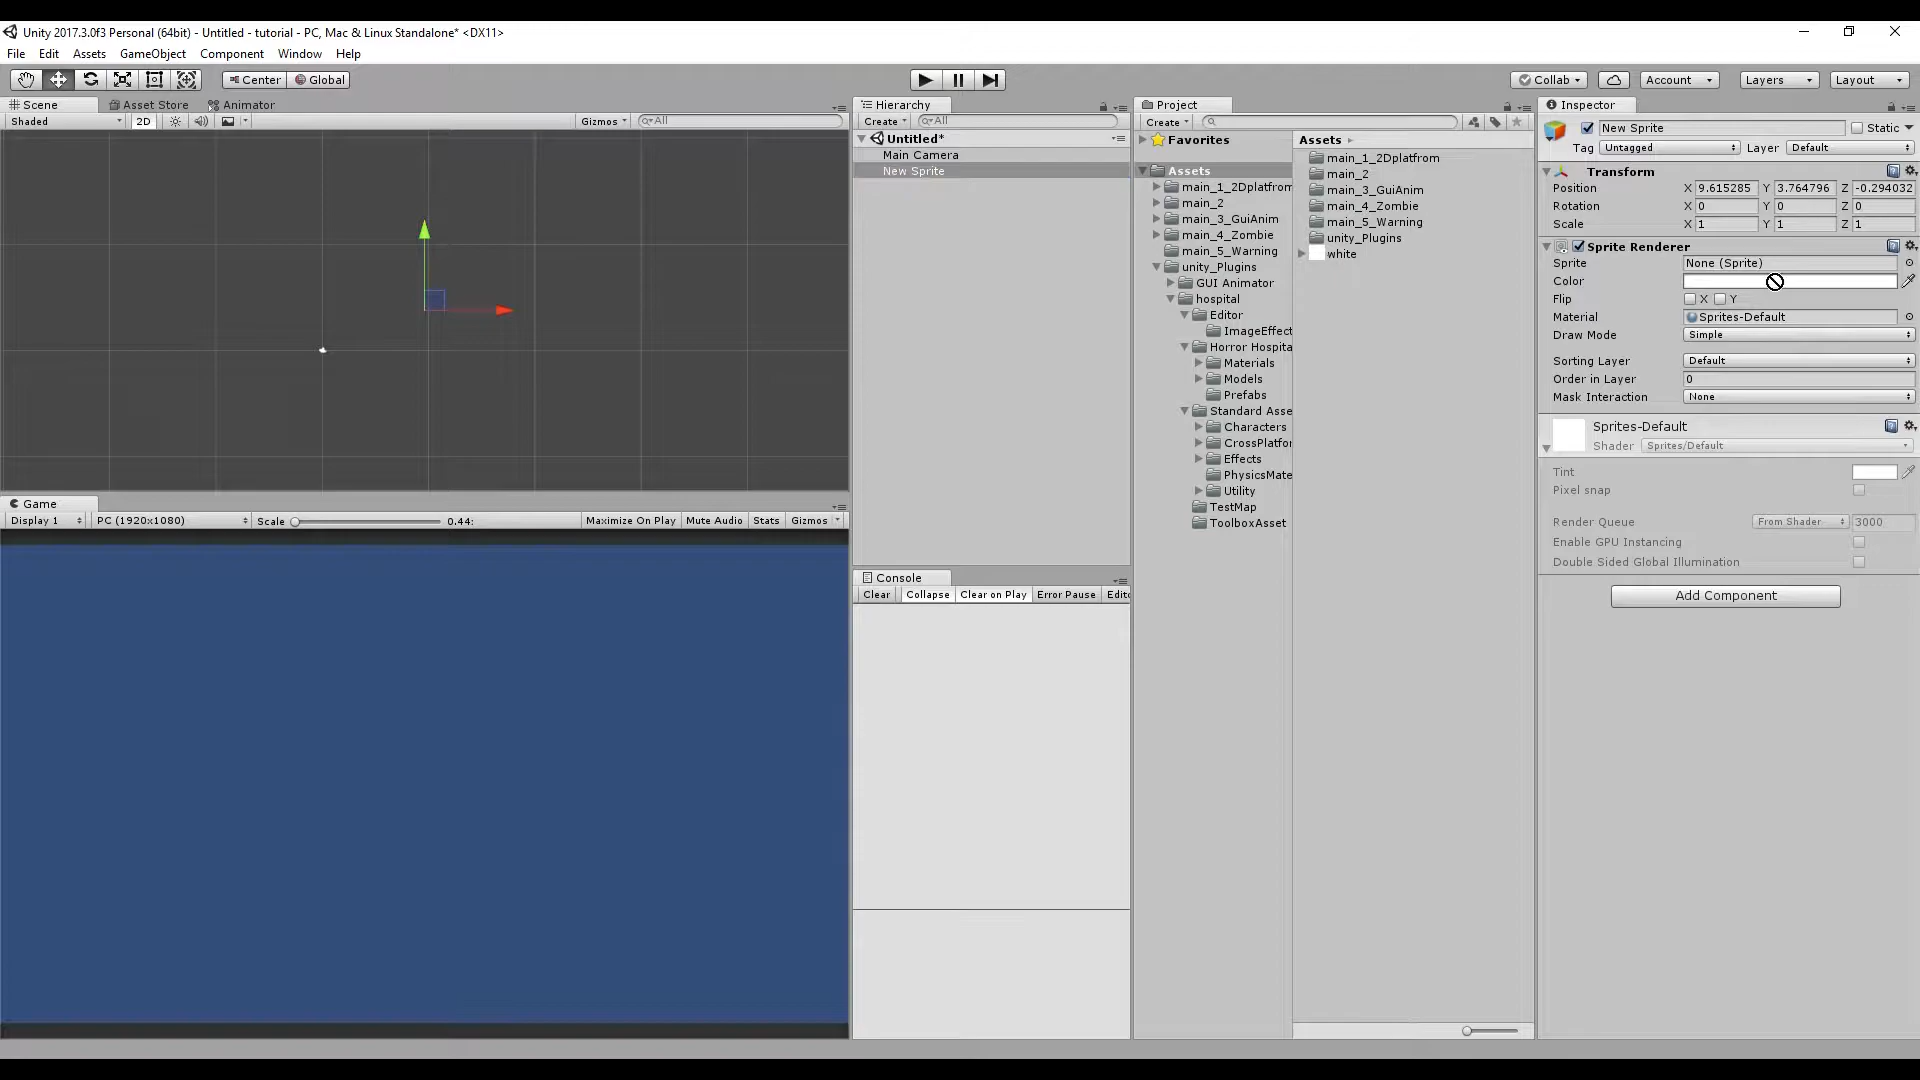 Unity 2017.3.0f3 Personal (64bit) - Untitled - tutorial - PC, Mac & Linux Standalone* <DX11>
File Edit Assets GameObject Component Window Help
Center Global Collab Account Layers Layout
Scene Asset Store Animator
Shaded 2D Gizmos All
Game
Display 1 PC (1920x1080) Scale 0.44: Maximize On Play Mute Audio Stats Gizmos
Hierarchy
Create All
Untitled*
Main Camera
New Sprite
Console
Clear Collapse Clear on Play Error Pause Edito
Project
Create
Favorites
Assets
main_1_2Dplatfrom
main_2
main_3_GuiAnim
main_4_Zombie
main_5_Warning
unity_Plugins
GUI Animator
hospital
Editor
ImageEffect
Horror Hospita
Materials
Models
Prefabs
Standard Asse
Characters
CrossPlatfor
Effects
PhysicsMate
Utility
TestMap
ToolboxAsset
Assets
main_1_2Dplatfrom
main_2
main_3_GuiAnim
main_4_Zombie
main_5_Warning
unity_Plugins
white
Inspector
New Sprite Static
Tag Untagged Layer Default
Transform
Position X 9.615285 Y 3.764796 Z -0.294032
Rotation X 0 Y 0 Z 0
Scale X 1 Y 1 Z 1
Sprite Renderer
Sprite None (Sprite)
Color
Flip X Y
Material Sprites-Default
Draw Mode Simple
Sorting Layer Default
Order in Layer 0
Mask Interaction None
Sprites-Default
Shader Sprites/Default
Tint
Pixel snap
Render Queue From Shader 3000
Enable GPU Instancing
Double Sided Global Illumination
Add Component